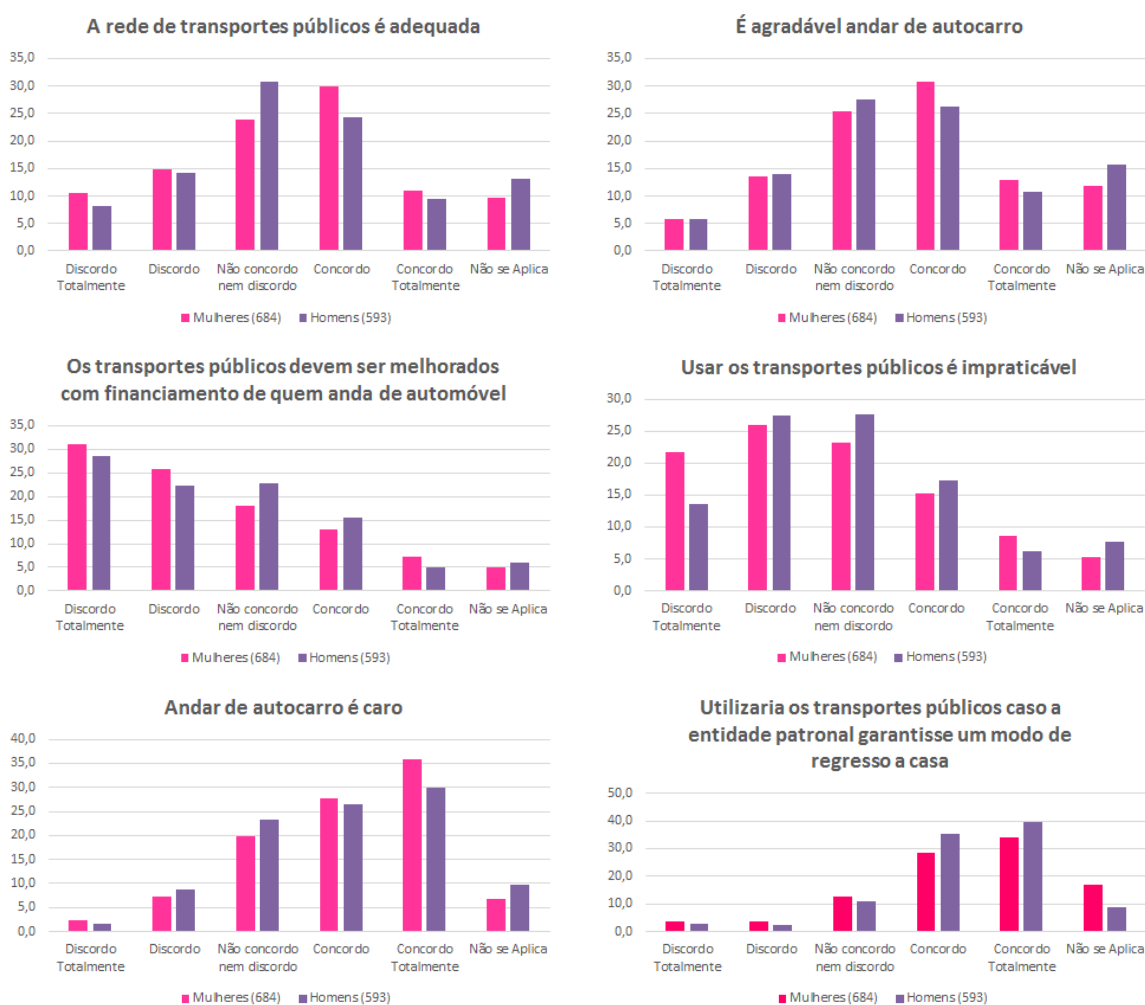 A rede de transportes públicos é adequada
35,0
30,0
25,0
20,0
15,0
10,0
5,0
0,0
Discordo Totalmente
Discordo
Não concordo nem discordo
Concordo
Concordo Totalmente
Não se Aplica
Mulheres (684) Homens (593)
É agradável andar de autocarro
35,0
30,0
25,0
20,0
15,0
10,0
5,0
0,0
Discordo Totalmente
Discordo
Não concordo nem discordo
Concordo
Concordo Totalmente
Não se Aplica
Mulheres (684) Homens (593)
Os transportes públicos devem ser melhorados
com financiamento de quem anda de automóvel
35,0
30,0
25,0
20,0
15,0
10,0
5,0
0,0
Discordo Totalmente
Discordo
Não concordo nem discordo
Concordo
Concordo Totalmente
Não se Aplica
Mulheres (684) Homens (593)
Usar os transportes públicos é impraticável
30,0
25,0
20,0
15,0
10,0
5,0
0,0
Discordo Totalmente
Discordo
Não concordo nem discordo
Concordo
Concordo Totalmente
Não se Aplica
Mulheres (684) Homens (593)
Andar de autocarro é caro
40,0
35,0
30,0
25,0
20,0
15,0
10,0
5,0
0,0
Discordo Totalmente
Discordo
Não concordo nem discordo
Concordo
Concordo Totalmente
Não se Aplica
Mulheres (684) Homens (593)
Utilizaria os transportes públicos caso a
entidade patronal garantisse um modo de
regresso a casa
50,0
40,0
30,0
20,0
10,0
0,0
Discordo Totalmente
Discordo
Não concordo nem discordo
Concordo
Concordo Totalmente
Não se Aplica
Mulheres (684) Homens (593)